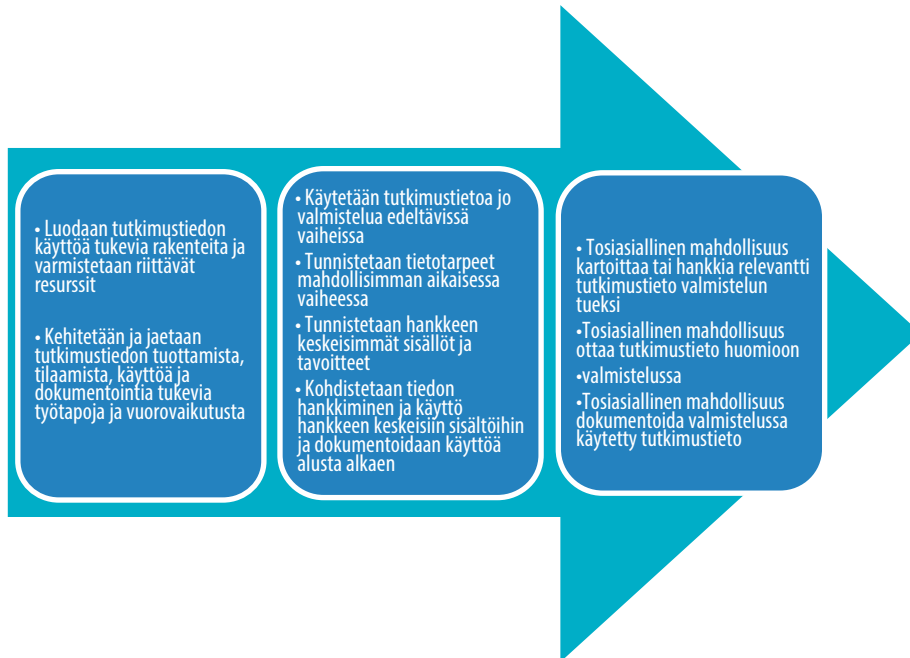 • Luodaan tutkimustiedon
käyttöä tukevia rakenteita ja
varmistetaan riittävät
resurssit
• Kehitetään ja jaetaan
tutkimustiedon tuottamista,
tilaamista, käyttöä ja
dokumentointia tukevia
työtapoja ja vuorovaikutusta
• Käytetään tutkimustietoa jo
valmistelua edeltävissä
vaiheissa
• Tunnistetaan tietotarpeet
mahdollisimman aikaisessa
vaiheessa
• Tunnistetaan hankkeen
keskeisimmät sisällöt ja
tavoitteet
• Kohdistetaan tiedon
hankkiminen ja käyttö
hankkeen keskeisiin sisältöihin
ja dokumentoidaan käyttöä
alusta alkaen
• Tosiasiallinen mahdollisuus
kartoittaa tai hankkia relevantti
tutkimustieto valmistelun
tueksi
•Tosiasiallinen mahdollisuus
ottaa tutkimustieto huomioon
•valmistelussa
•Tosiasiallinen mahdollisuus
dokumentoida valmistelussa
käytetty tutkimustieto